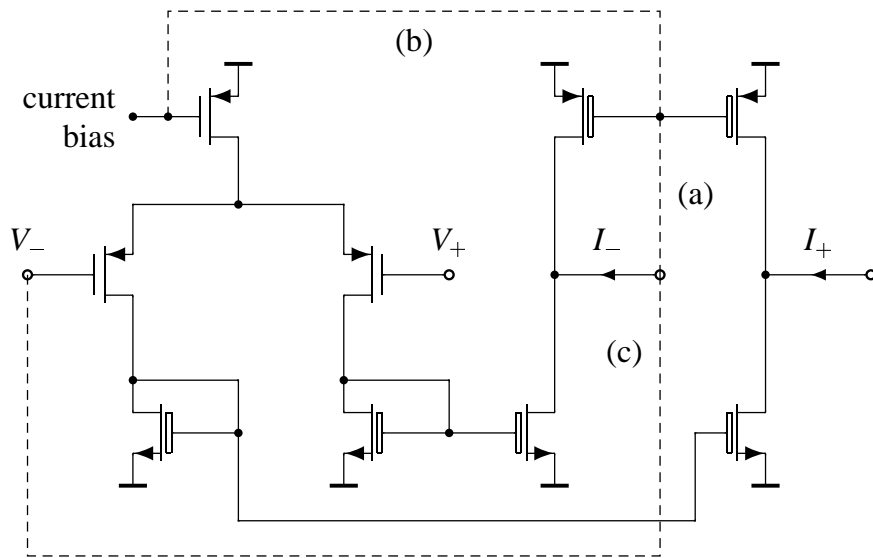 (b)
current
bias
(a)
V₋
V₊
I₋
I₊
(c)